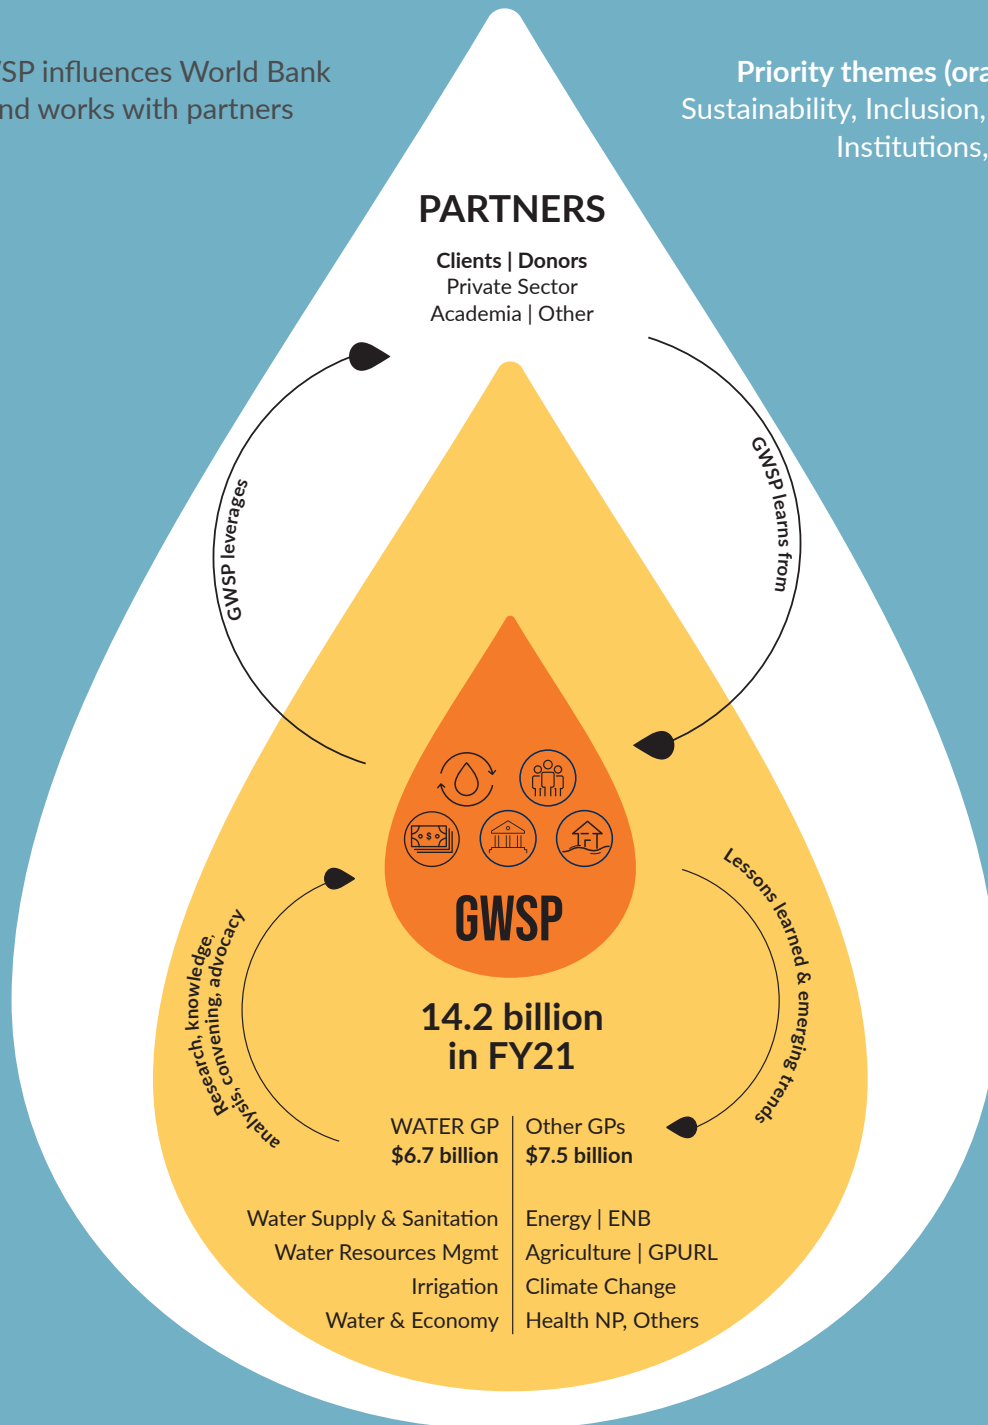 SP influences World Bank
nd works with partners
Priority themes (ora
Sustainability, Inclusion,
Institutions,
PARTNERS
Clients | Donors
Private Sector
Academia | Other
GWSP leverages
GWSP learns from
GWSP
Research, knowledge,
analysis, convening, advocacy
Lessons learned & emerging trends
14.2 billion
in FY21
WATER GP
$6.7 billion
Water Supply & Sanitation
Water Resources Mgmt
Irrigation
Water & Economy
Other GPs
$7.5 billion
Energy | ENB
Agriculture | GPURL
Climate Change
Health NP, Others